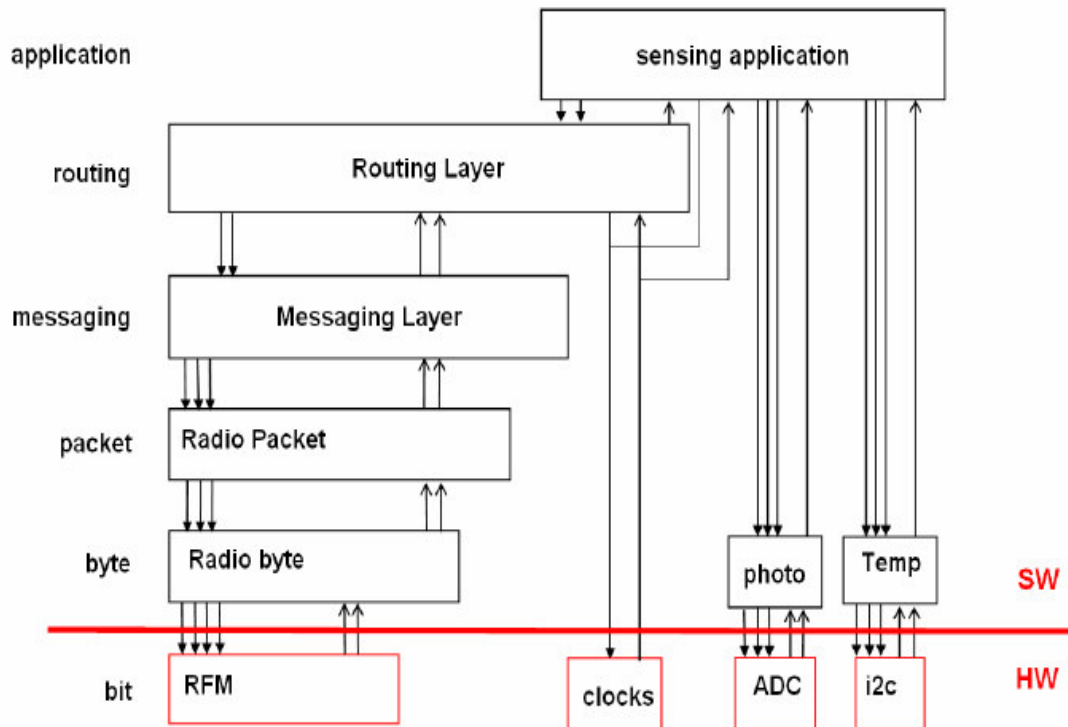 application
sensing application
routing
Routing Layer
messaging
Messaging Layer
packet
Radio Packet
byte
Radio byte
photo
Temp
SW
bit
RFM
clocks
ADC
i2c
HW